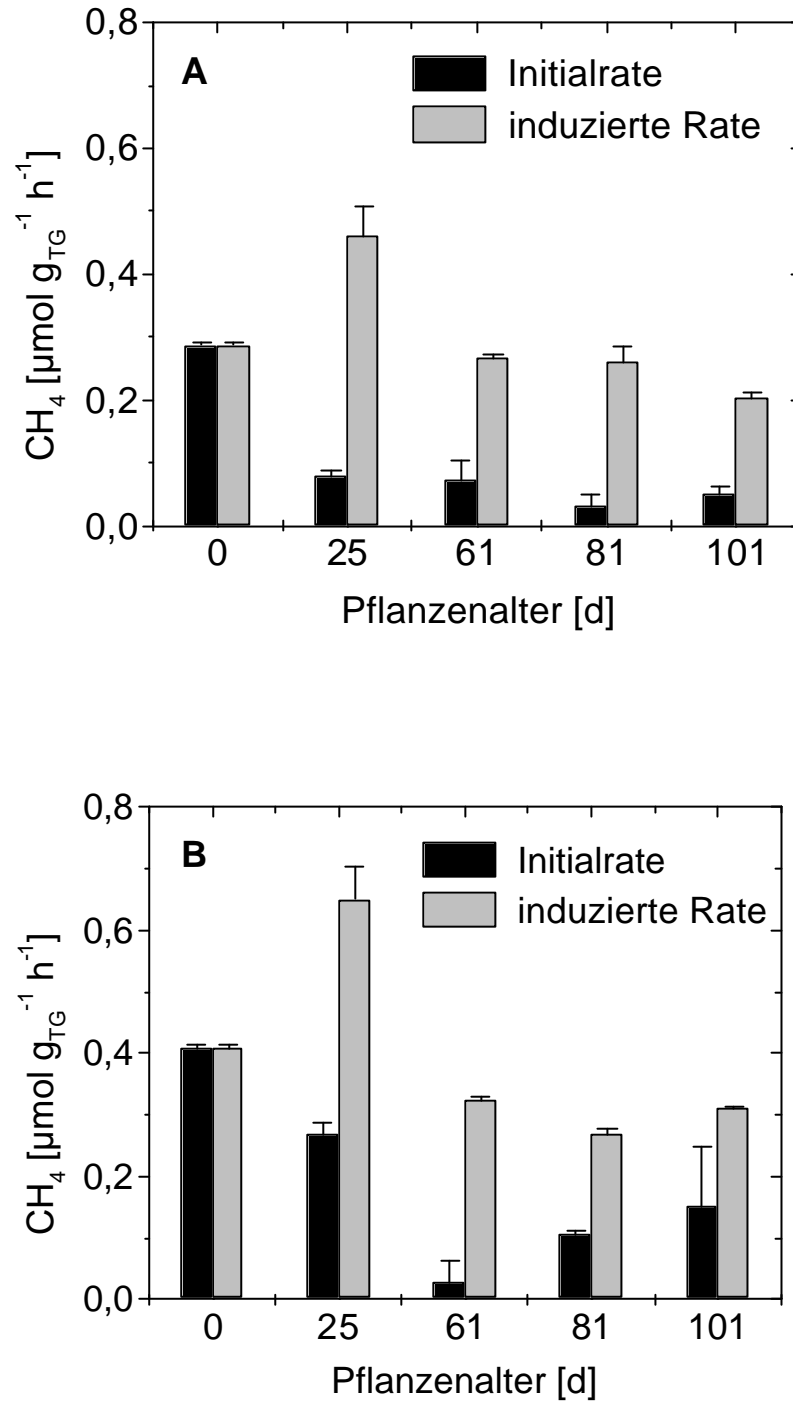 A
Initialrate
induzierte Rate
0,8
0,6
0,4
0,2
0,0
CH4 [µmol gTG-1 h-1]
0 25 61 81 101
Pflanzenalter [d]
B
Initialrate
induzierte Rate
0,8
0,6
0,4
0,2
0,0
CH4 [µmol gTG-1 h-1]
0 25 61 81 101
Pflanzenalter [d]